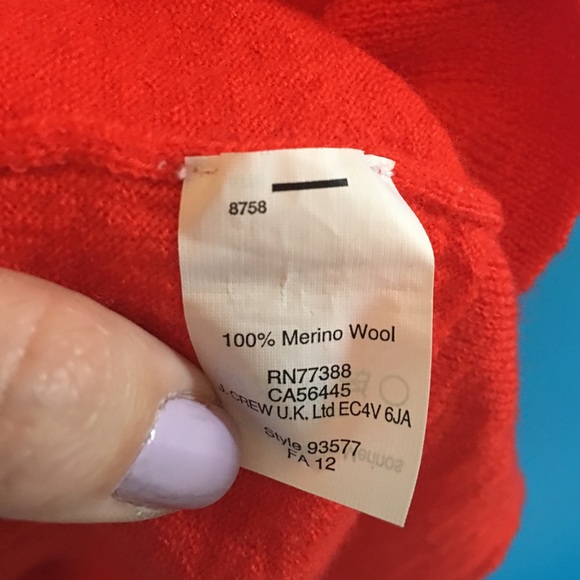 8758
100% Merino Wool
RN77388
CA56445
J. CREW U.K. Ltd EC4V 6JA
Style 93577
FA 12